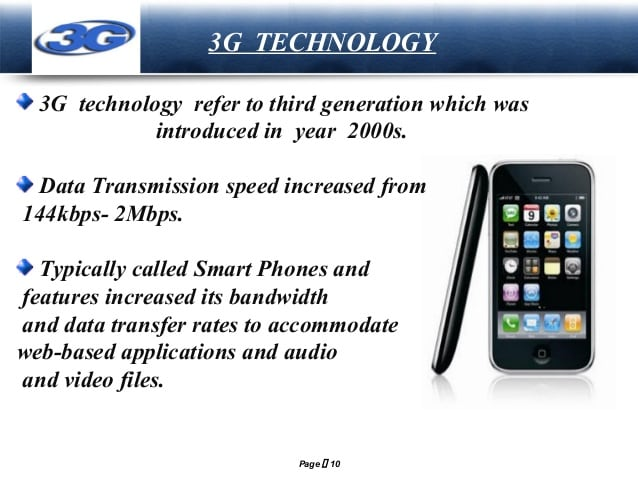 3G
3G TECHNOLOGY
3G technology refer to third generation which was
introduced in year 2000s.
Data Transmission speed increased from
144kbps- 2Mbps.
Typically called Smart Phones and
features increased its bandwidth
and data transfer rates to accommodate
web-based applications and audio
and video files.
Page 10